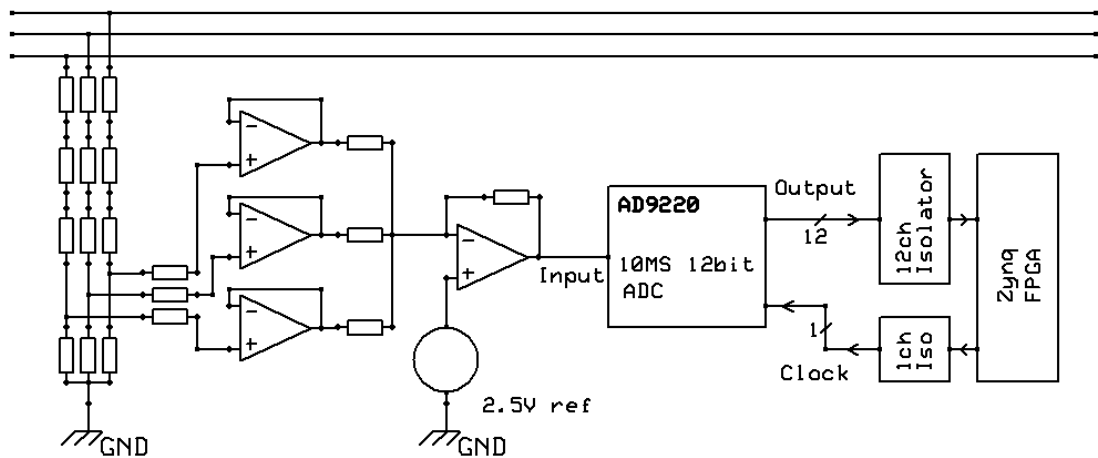 -
+
-
+
-
+
-
+
GND
2.5V ref
GND
Input
AD9220
10MS 12bit
ADC
Output
12
1
Clock
12ch
Isolator
1ch
Iso
Zynq
FPGA